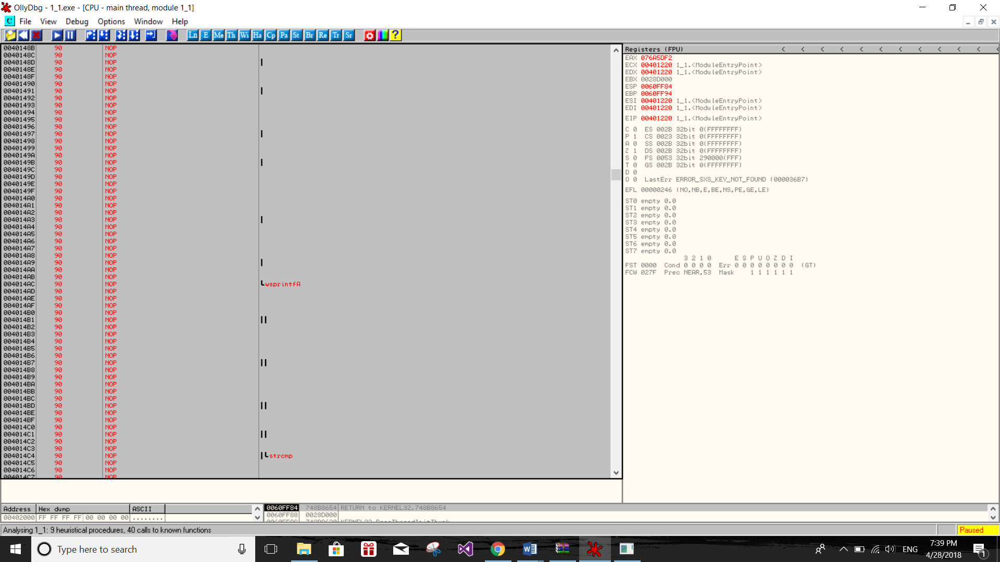 OllyDbg - 1_1.exe - [CPU - main thread, module 1_1]
C File View Debug Options Window Help
Ln E Me Th Wi Ha Cp Pa St Br Re Tr Sr ?
0040148B 90 NOP
0040148C 90 NOP
0040148D 90 NOP
0040148E 90 NOP
0040148F 90 NOP
00401490 90 NOP
00401491 90 NOP
00401492 90 NOP
00401493 90 NOP
00401494 90 NOP
00401495 90 NOP
00401496 90 NOP
00401497 90 NOP
00401498 90 NOP
00401499 90 NOP
0040149A 90 NOP
0040149B 90 NOP
0040149C 90 NOP
0040149D 90 NOP
0040149E 90 NOP
0040149F 90 NOP
004014A0 90 NOP
004014A1 90 NOP
004014A2 90 NOP
004014A3 90 NOP
004014A4 90 NOP
004014A5 90 NOP
004014A6 90 NOP
004014A7 90 NOP
004014A8 90 NOP
004014A9 90 NOP
004014AA 90 NOP
004014AB 90 NOP
004014AC 90 NOP wsprintfA
004014AD 90 NOP
004014AE 90 NOP
004014AF 90 NOP
004014B0 90 NOP
004014B1 90 NOP
004014B2 90 NOP
004014B3 90 NOP
004014B4 90 NOP
004014B5 90 NOP
004014B6 90 NOP
004014B7 90 NOP
004014B8 90 NOP
004014B9 90 NOP
004014BA 90 NOP
004014BB 90 NOP
004014BC 90 NOP
004014BD 90 NOP
004014BE 90 NOP
004014BF 90 NOP
004014C0 90 NOP
004014C1 90 NOP
004014C2 90 NOP
004014C3 90 NOP
004014C4 90 NOP strcmp
004014C5 90 NOP
004014C6 90 NOP
004014C7 90 NOP
Registers (FPU) < < < < < < < < < < < <
EAX 076A5DF2
ECX 00401220 1_1.<ModuleEntryPoint>
EDX 00401220 1_1.<ModuleEntryPoint>
EBX 0028D000
ESP 0060FF84
EBP 0060FF94
ESI 00401220 1_1.<ModuleEntryPoint>
EDI 00401220 1_1.<ModuleEntryPoint>
EIP 00401220 1_1.<ModuleEntryPoint>
C 0 ES 002B 32bit 0(FFFFFFFF)
P 1 CS 0023 32bit 0(FFFFFFFF)
A 0 SS 002B 32bit 0(FFFFFFFF)
Z 1 DS 002B 32bit 0(FFFFFFFF)
S 0 FS 0053 32bit 290000(FFF)
T 0 GS 002B 32bit 0(FFFFFFFF)
D 0
O 0 LastErr ERROR_SXS_KEY_NOT_FOUND (000036B7)
EFL 00000246 (NO,NB,E,BE,NS,PE,GE,LE)
ST0 empty 0.0
ST1 empty 0.0
ST2 empty 0.0
ST3 empty 0.0
ST4 empty 0.0
ST5 empty 0.0
ST6 empty 0.0
ST7 empty 0.0
3 2 1 0 E S P U O Z D I
FST 0000 Cond 0 0 0 0 Err 0 0 0 0 0 0 0 0 (GT)
FCW 027F Prec NEAR,53 Mask 1 1 1 1 1 1
Address Hex dump ASCII
00402000 FF FF FF FF 00 00 00 00 ........
0060FF84 748B8654 RETURN to KERNEL32.748B8654
0060FF88 0028D000
Analysing 1_1: 9 heuristical procedures, 40 calls to known functions
Paused
Type here to search
ENG
7:39 PM
4/28/2018
1